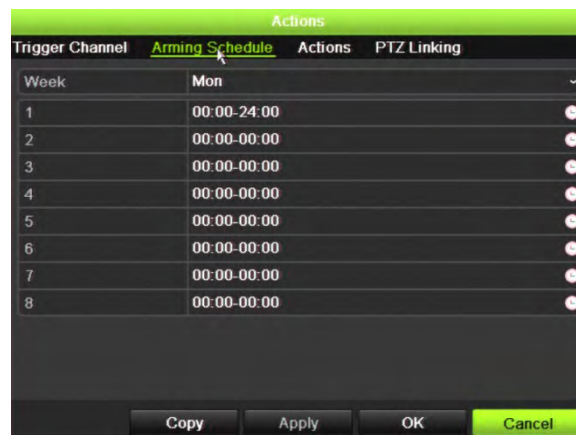 Actions
Trigger Channel Arming Schedule Actions PTZ Linking
Week Mon
1 00:00-24:00
2 00:00-00:00
3 00:00-00:00
4 00:00-00:00
5 00:00-00:00
6 00:00-00:00
7 00:00-00:00
8 00:00-00:00
Copy Apply OK Cancel